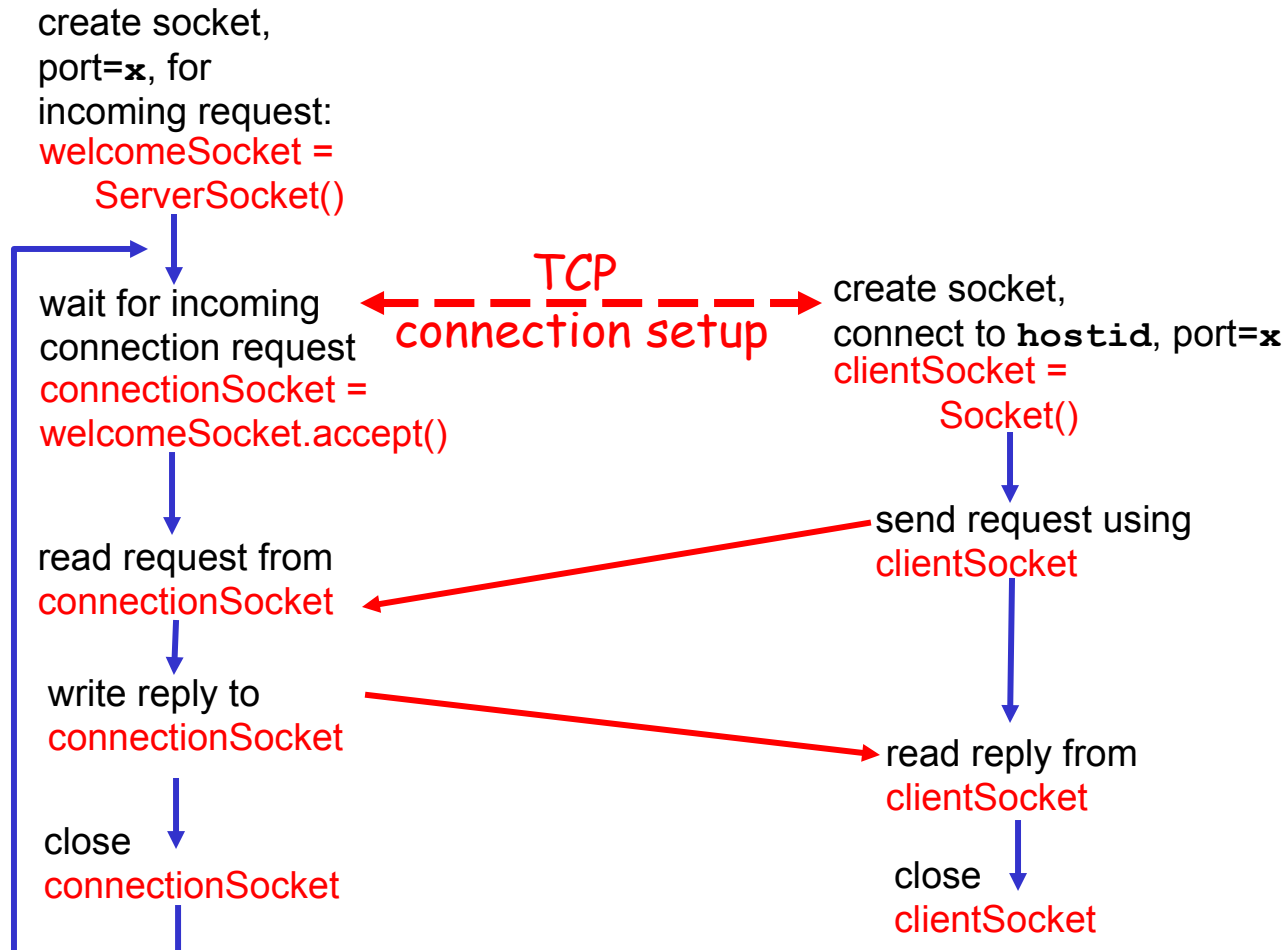 create socket,
port=x, for
incoming request:
welcomeSocket =
ServerSocket()
wait for incoming
connection request
connectionSocket =
welcomeSocket.accept()
read request from
connectionSocket
write reply to
connectionSocket
close
connectionSocket
TCP
connection setup
create socket,
connect to hostid, port=x
clientSocket =
Socket()
send request using
clientSocket
read reply from
clientSocket
close
clientSocket